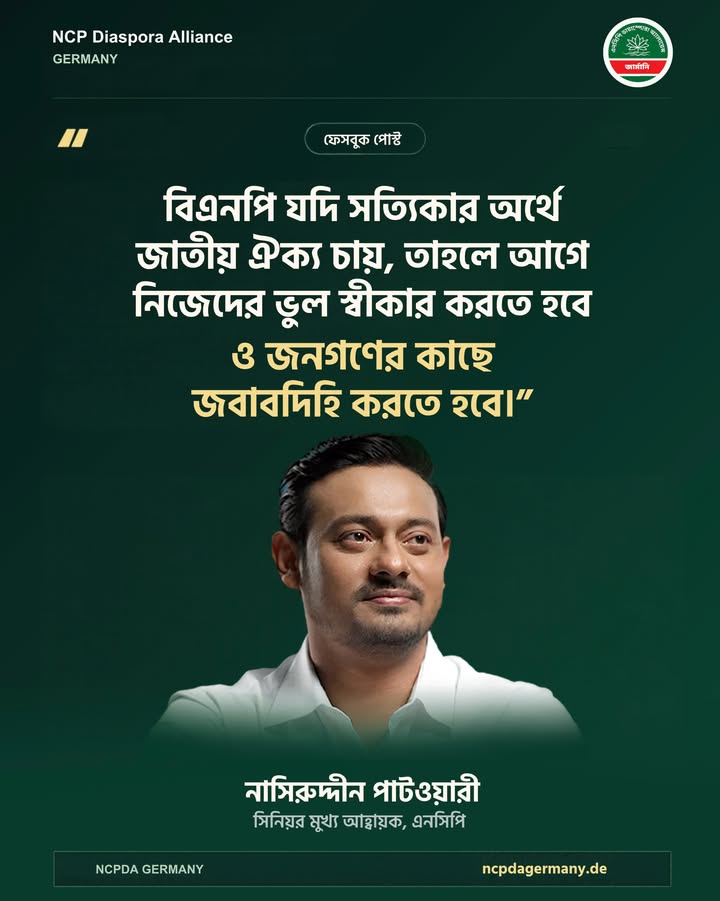 NCP Diaspora Alliance
GERMANY
এনসিপি ডায়াস্পোরা অ্যালায়েন্স
জার্মানি
ফেসবুক পোস্ট
বিএনপি যদি সত্যিকার অর্থে
জাতীয় ঐক্য চায়, তাহলে আগে
নিজেদের ভুল স্বীকার করতে হবে
ও জনগণের কাছে
জবাবদিহি করতে হবে।”
নাসিরুদ্দীন পাটওয়ারী
সিনিয়র মুখ্য আহ্বায়ক, এনসিপি
NCPDA GERMANY
ncpdagermany.de